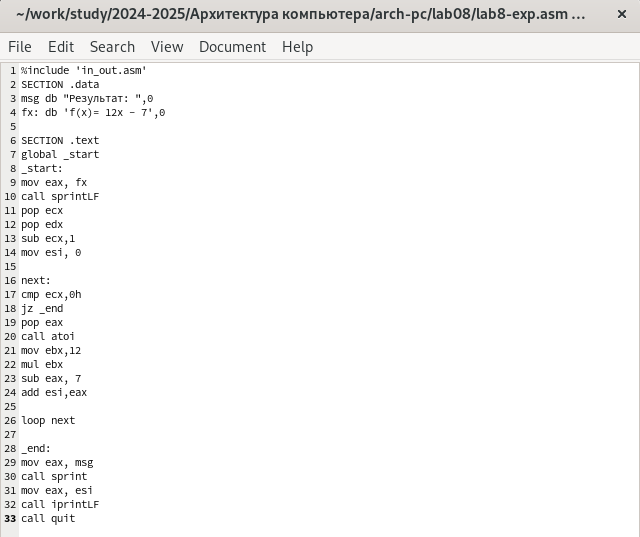 ~/work/study/2024-2025/Архитектура компьютера/arch-pc/lab08/lab8-exp.asm ...
×
File Edit Search View Document Help
1 %include 'in_out.asm'
2 SECTION .data
3 msg db "Результат: ",0
4 fx: db 'f(x)= 12x - 7',0
5
6 SECTION .text
7 global _start
8 _start:
9 mov eax, fx
10 call sprintLF
11 pop ecx
12 pop edx
13 sub ecx,1
14 mov esi, 0
15
16 next:
17 cmp ecx,0h
18 jz _end
19 pop eax
20 call atoi
21 mov ebx,12
22 mul ebx
23 sub eax, 7
24 add esi,eax
25
26 loop next
27
28 _end:
29 mov eax, msg
30 call sprint
31 mov eax, esi
32 call iprintLF
33 call quit